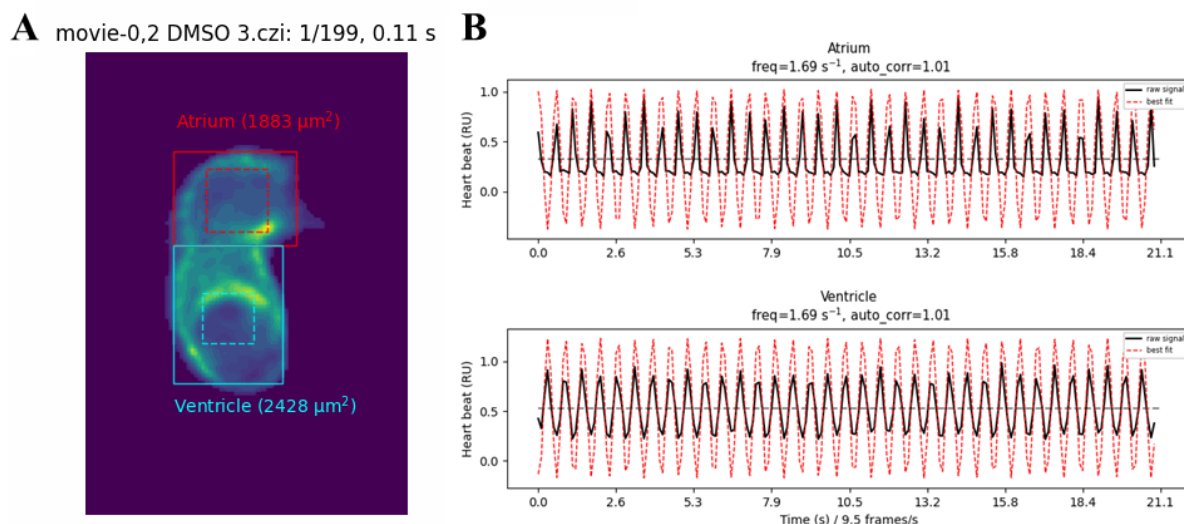 A
movie-0,2 DMSO 3.czi: 1/199, 0.11 s
Atrium (1883 µm²)
Ventricle (2428 µm²)
B
Atrium
freq=1.69 s⁻¹, auto_corr=1.01
raw signal
best fit
Heart beat (RU)
1.0
0.5
0.0
0.0 2.6 5.3 7.9 10.5 13.2 15.8 18.4 21.1
Ventricle
freq=1.69 s⁻¹, auto_corr=1.01
raw signal
best fit
Heart beat (RU)
1.0
0.5
0.0
0.0 2.6 5.3 7.9 10.5 13.2 15.8 18.4 21.1
Time (s) / 9.5 frames/s